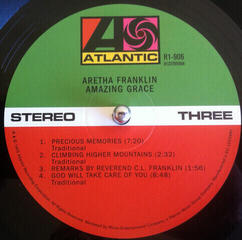 ATLANTIC
R1-906
ARETHA FRANKLIN
AMAZING GRACE
STEREO
THREE
1. PRECIOUS MEMORIES (7:20)
Traditional
2. CLIMBING HIGHER MOUNTAINS (2:32)
Traditional
3. REMARKS BY REVEREND C.L. FRANKLIN (1:56)
4. GOD WILL TAKE CARE OF YOU (8:48)
Traditional